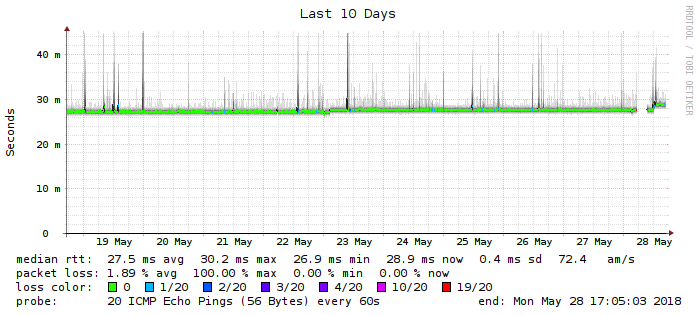 Last 10 Days
RRDTOOL / TOBI OETIKER
Seconds
40 m
30 m
20 m
10 m
0
19 May 20 May 21 May 22 May 23 May 24 May 25 May 26 May 27 May 28 May
median rtt: 27.5 ms avg 30.2 ms max 26.9 ms min 28.9 ms now 0.4 ms sd 72.4 am/s
packet loss: 1.89 % avg 100.00 % max 0.00 % min 0.00 % now
loss color: 0 1/20 2/20 3/20 4/20 10/20 19/20
probe: 20 ICMP Echo Pings (56 Bytes) every 60s end: Mon May 28 17:05:03 2018